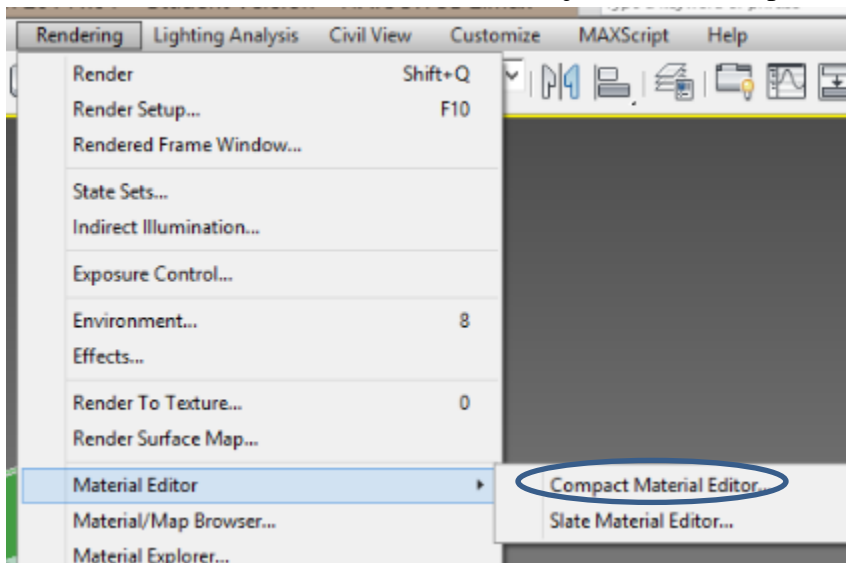 Rendering Lighting Analysis Civil View Customize MAXScript Help
Render Shift+Q
Render Setup... F10
Rendered Frame Window...
State Sets...
Indirect Illumination...
Exposure Control...
Environment... 8
Effects...
Render To Texture... 0
Render Surface Map...
Material Editor
Compact Material Editor...
Material/Map Browser...
Slate Material Editor...
Material Explorer...